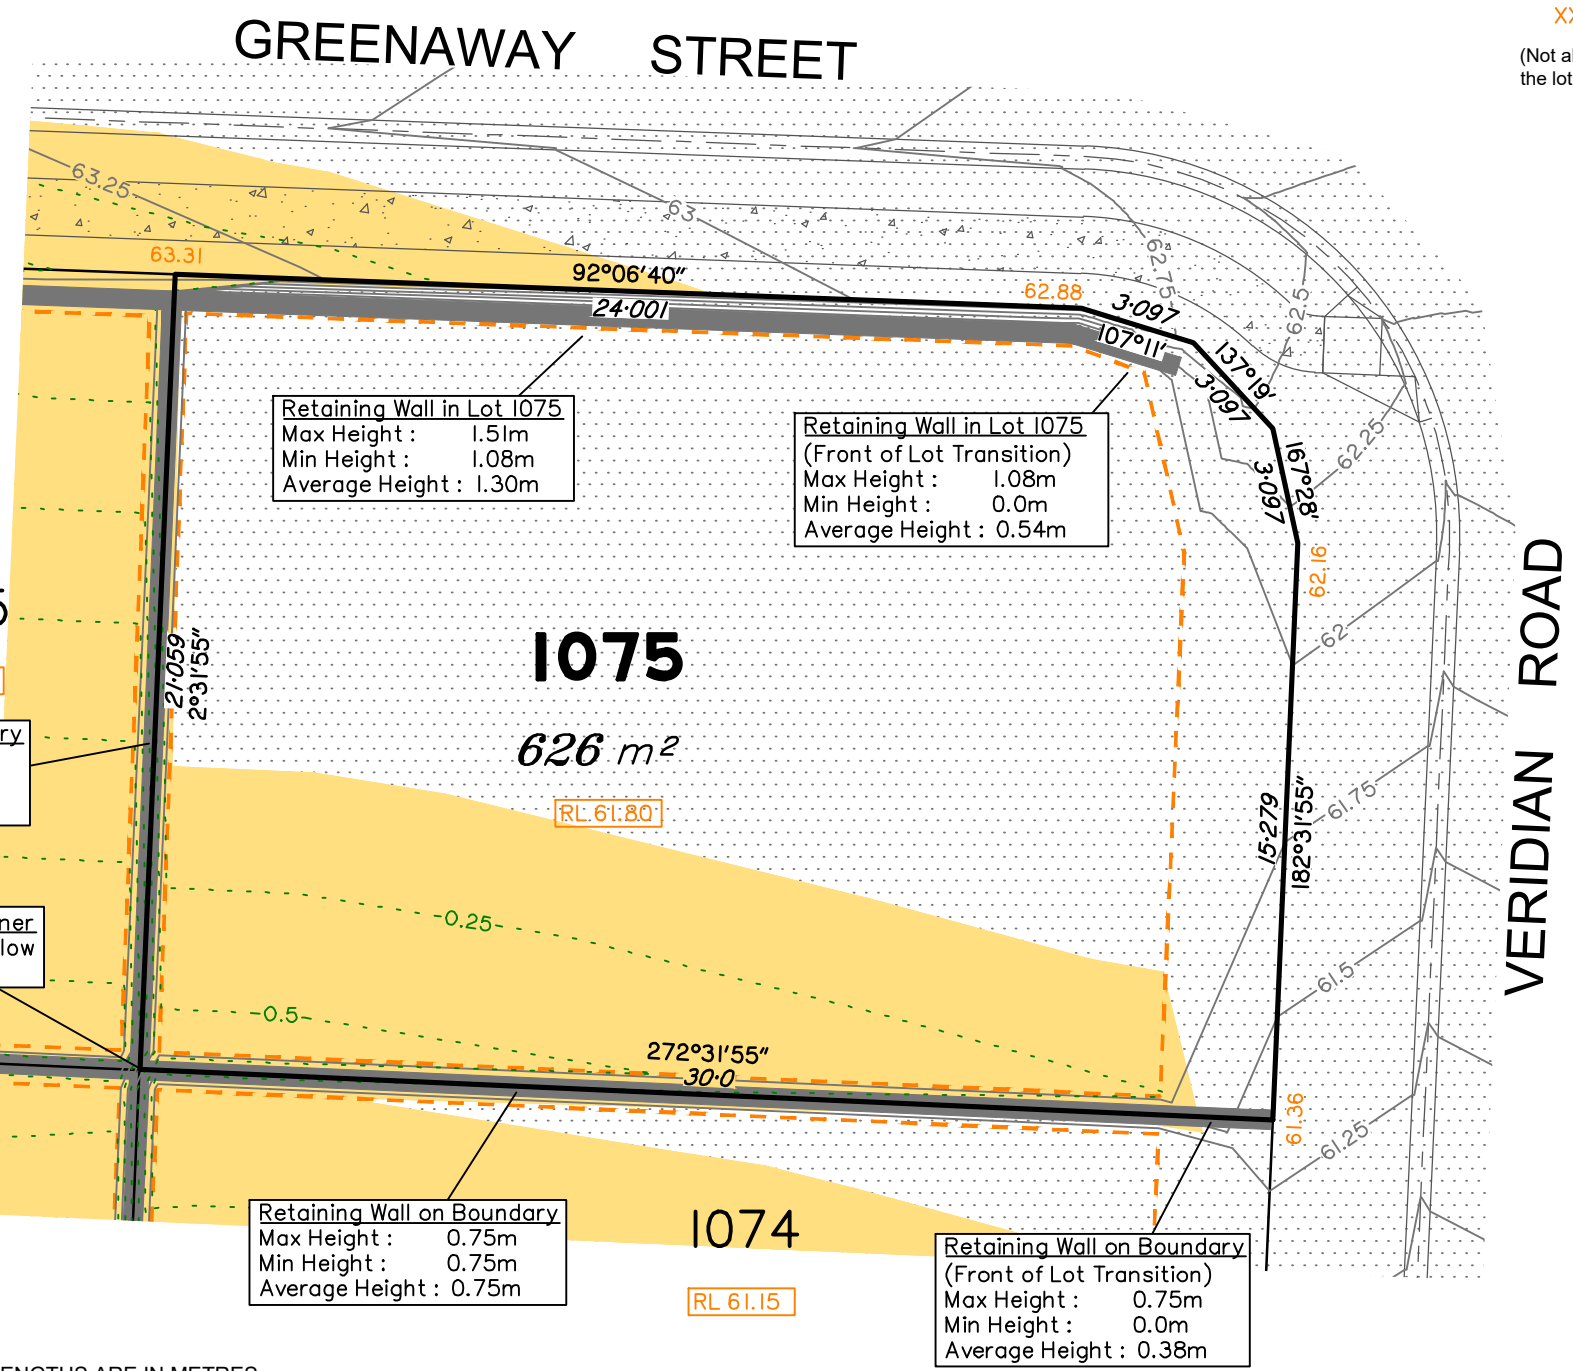 GREENAWAY STREET
(Not
the lot
63.25
63
63.31
92°06'40"
24·001
62.88
3·097
107°11'
62.75
62.5
137°19'
3·097
62.25
167°28'
3·097
Retaining Wall in Lot 1075
Max Height : 1.51m
Min Height : 1.08m
Average Height : 1.30m
Retaining Wall in Lot 1075
(Front of Lot Transition)
Max Height : 1.08m
Min Height : 0.0m
Average Height : 0.54m
62.16
62
VERIDIAN ROAD
21·059
2°31'55"
1075
626 m²
RL 61.80
15·279
182°31'55"
61.75
61.5
0.25
0.5
272°31'55"
30·0
61.36
61.25
Retaining Wall on Boundary
Max Height : 0.75m
Min Height : 0.75m
Average Height : 0.75m
1074
RL 61.15
Retaining Wall on Boundary
(Front of Lot Transition)
Max Height : 0.75m
Min Height : 0.0m
Average Height : 0.38m
ARE IN METRES